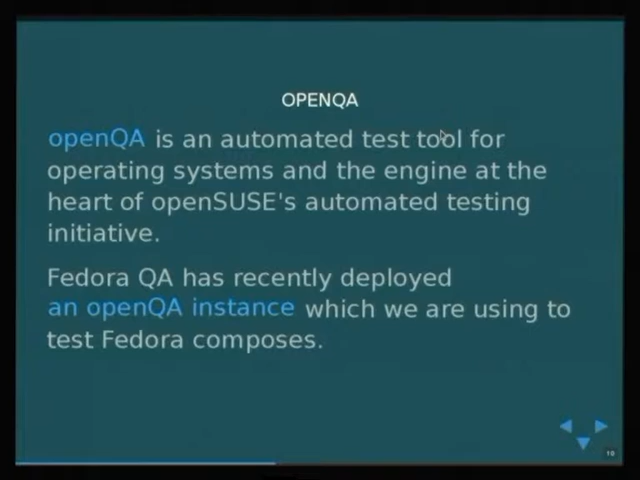 OPENQA
openQA is an automated test tool for
operating systems and the engine at the
heart of openSUSE's automated testing
initiative.
Fedora QA has recently deployed
an openQA instance which we are using to
test Fedora composes.